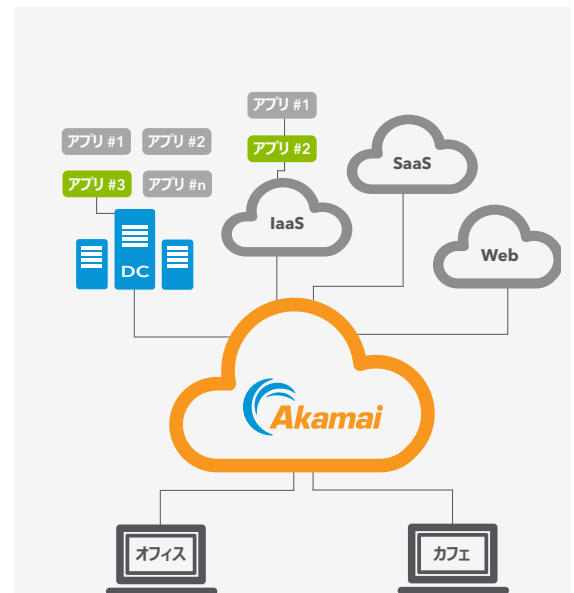 アプリ #1
アプリ #2
アプリ #1
アプリ #2
アプリ #3
アプリ #n
SaaS
IaaS
Web
DC
Akamai
オフィス
カフェ